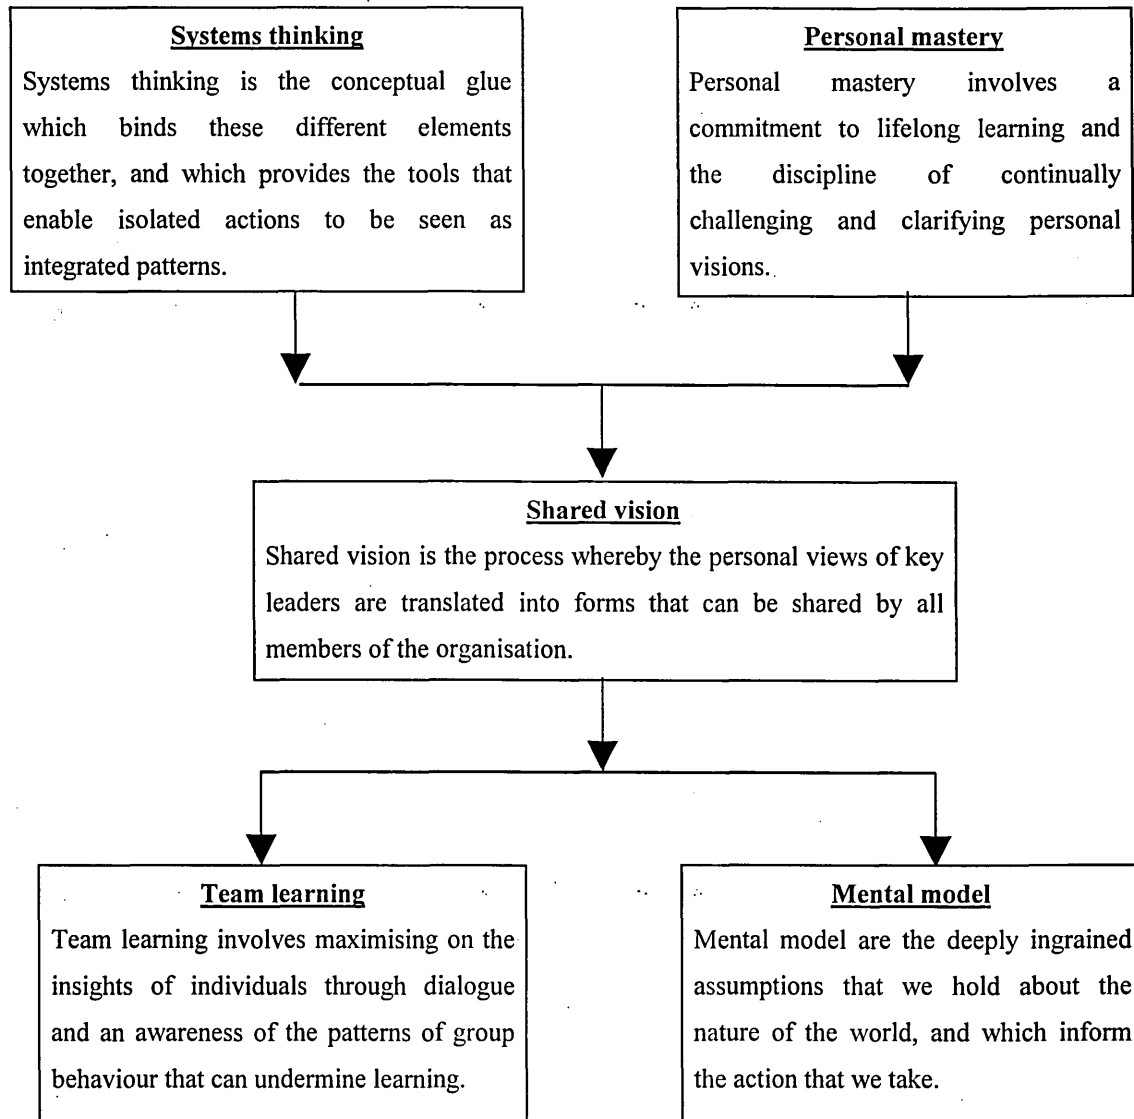 Systems thinking
Systems thinking is the conceptual glue
which binds these different elements
together, and which provides the tools that
enable isolated actions to be seen as
integrated patterns.
Personal mastery
Personal mastery involves a
commitment to lifelong learning and
the discipline of continually
challenging and clarifying personal
visions.
Shared vision
Shared vision is the process whereby the personal views of key
leaders are translated into forms that can be shared by all
members of the organisation.
Team learning
Team learning involves maximising on the
insights of individuals through dialogue
and an awareness of the patterns of group
behaviour that can undermine learning.
Mental model
Mental model are the deeply ingrained
assumptions that we hold about the
nature of the world, and which inform
the action that we take.